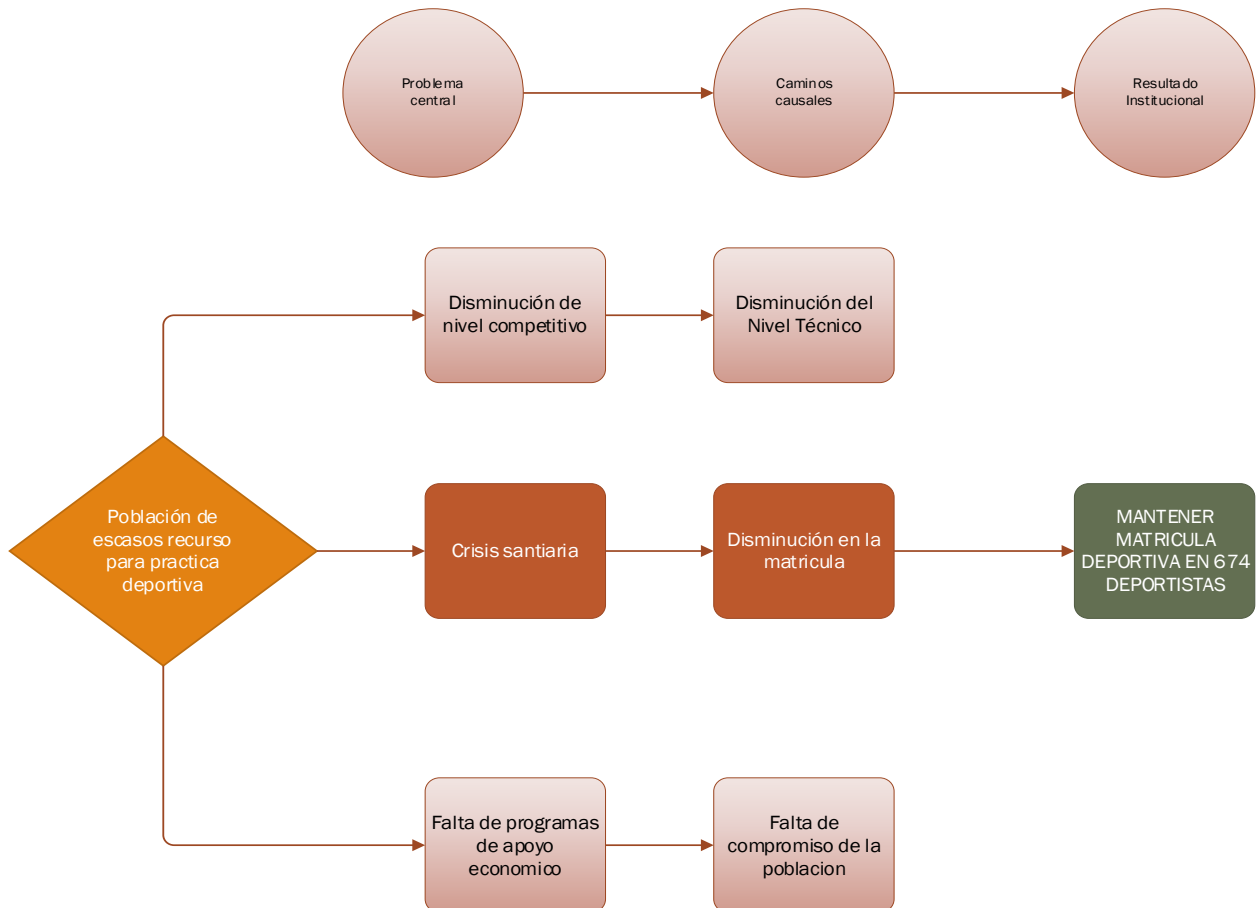 Problema
central
Caminos
causales
Resultado
Institucional
Disminución de
nivel competitivo
Disminución del
Nivel Técnico
Población de
escasos recurso
para practica
deportiva
Crisis santiaria
Disminución en la
matricula
MANTENER
MATRICULA
DEPORTIVA EN 674
DEPORTISTAS
Falta de programas
de apoyo
economico
Falta de
compromiso de la
poblacion